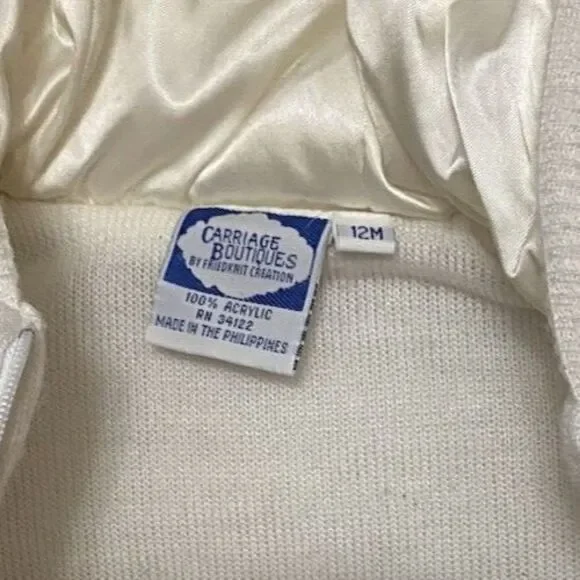 CARRIAGE
BOUTIQUES
BY FRIEDKNIT CREATION
100% ACRYLIC
RN 34122
MADE IN THE PHILIPPINES
12M